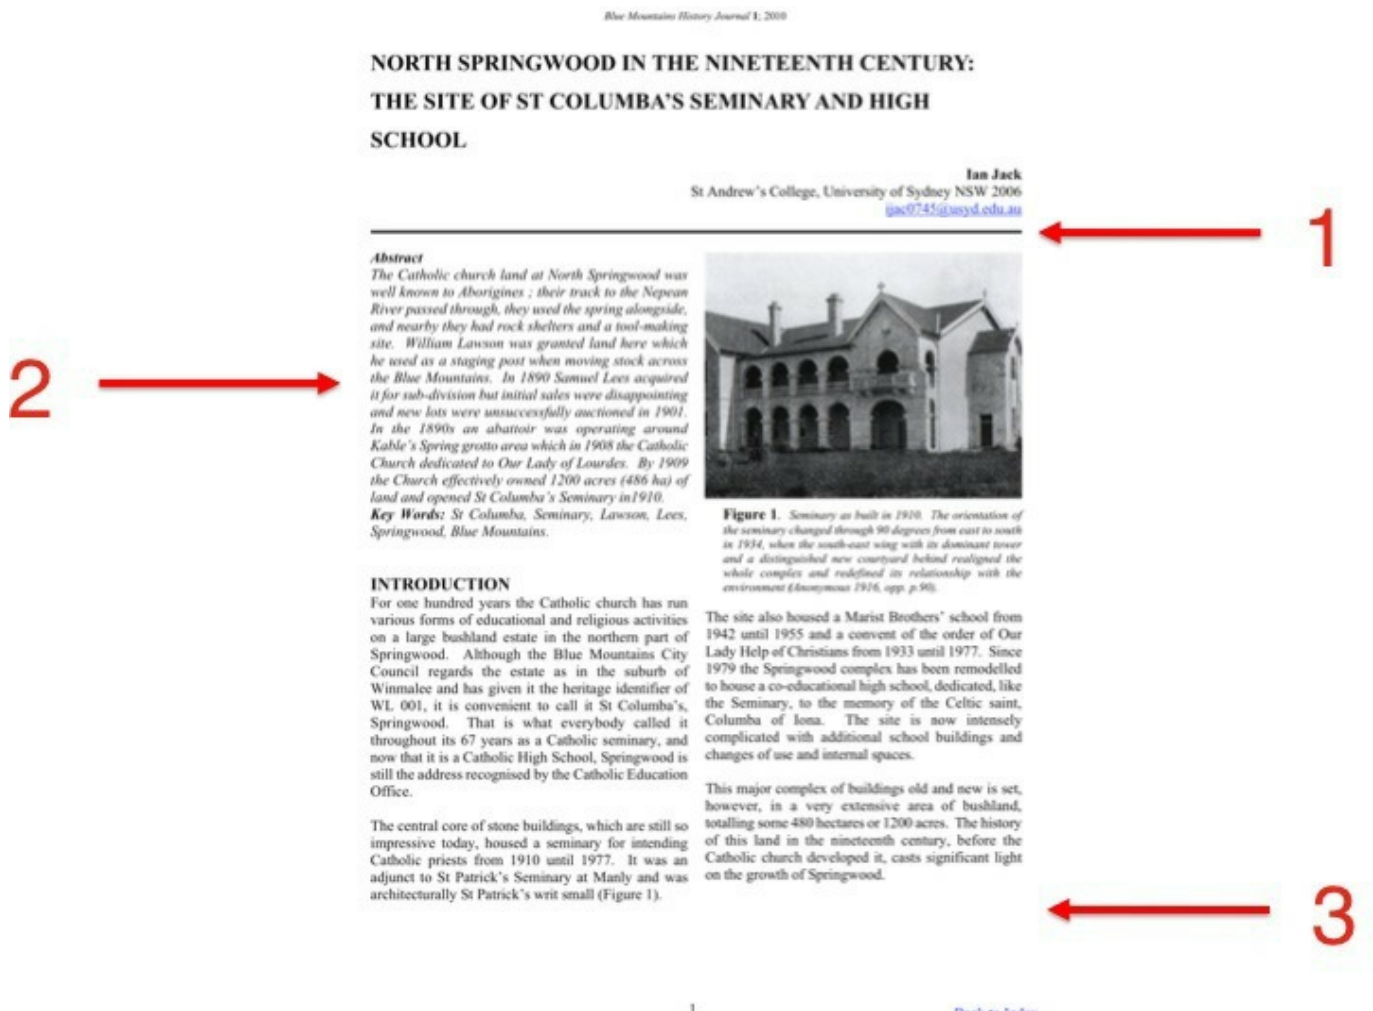 Blue Mountains History Journal 1; 2010
NORTH SPRINGWOOD IN THE NINETEENTH CENTURY:
THE SITE OF ST COLUMBA'S SEMINARY AND HIGH
SCHOOL
Ian Jack
St Andrew's College, University of Sydney NSW 2006
ijac0745@usyd.edu.au
1
2
Abstract
The Catholic church land at North Springwood was
well known to Aborigines ; their track to the Nepean
River passed through, they used the spring alongside,
and nearby they had rock shelters and a tool-making
site. William Lawson was granted land here which
he used as a staging post when moving stock across
the Blue Mountains. In 1890 Samuel Lees acquired
it for sub-division but initial sales were disappointing
and new lots were unsuccessfully auctioned in 1901.
In the 1890s an abattoir was operating around
Kable's Spring grotto area which in 1908 the Catholic
Church dedicated to Our Lady of Lourdes. By 1909
the Church effectively owned 1200 acres (486 ha) of
land and opened St Columba's Seminary in1910.
Key Words: St Columba, Seminary, Lawson, Lees,
Springwood, Blue Mountains.
INTRODUCTION
For one hundred years the Catholic church has run
various forms of educational and religious activities
on a large bushland estate in the northern part of
Springwood. Although the Blue Mountains City
Council regards the estate as in the suburb of
Winmalee and has given it the heritage identifier of
WL 001, it is convenient to call it St Columba's,
Springwood. That is what everybody called it
throughout its 67 years as a Catholic seminary, and
now that it is a Catholic High School, Springwood is
still the address recognised by the Catholic Education
Office.
The central core of stone buildings, which are still so
impressive today, housed a seminary for intending
Catholic priests from 1910 until 1977. It was an
adjunct to St Patrick's Seminary at Manly and was
architecturally St Patrick's writ small (Figure 1).
Figure 1. Seminary as built in 1910. The orientation of
the seminary changed through 90 degrees from east to south
in 1934, when the south-east wing with its dominant tower
and a distinguished new courtyard behind realigned the
whole complex and redefined its relationship with the
environment (Anonymous 1916, opp. p.90).
The site also housed a Marist Brothers' school from
1942 until 1955 and a convent of the order of Our
Lady Help of Christians from 1933 until 1977. Since
1979 the Springwood complex has been remodelled
to house a co-educational high school, dedicated, like
the Seminary, to the memory of the Celtic saint,
Columba of Iona. The site is now intensely
complicated with additional school buildings and
changes of use and internal spaces.
This major complex of buildings old and new is set,
however, in a very extensive area of bushland,
totalling some 480 hectares or 1200 acres. The history
of this land in the nineteenth century, before the
Catholic church developed it, casts significant light
on the growth of Springwood.
3
1
Back to Index